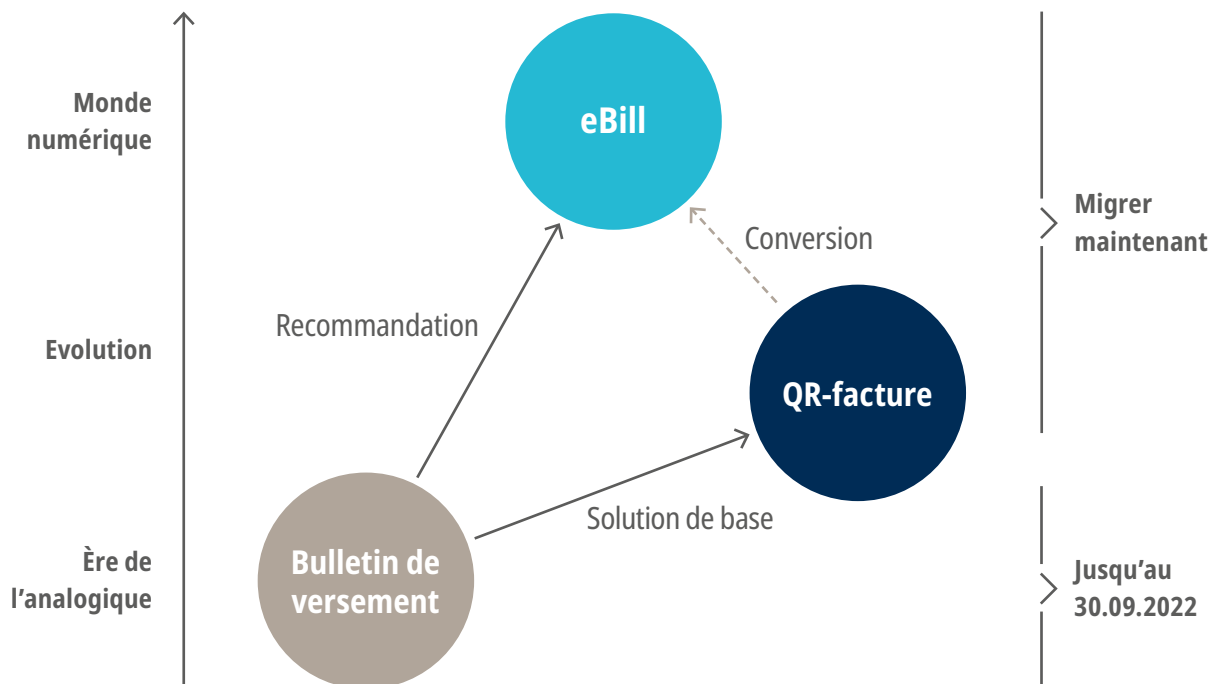 Monde
numérique
eBill
Migrer
maintenant
Conversion
Recommandation
Evolution
QR-facture
Solution de base
Bulletin de
versement
Ère de
l’analogique
Jusqu’au
30.09.2022